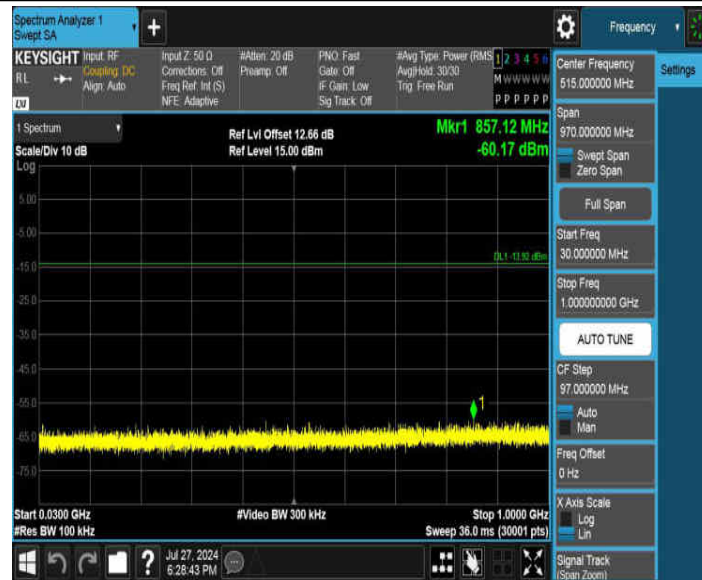 Spectrum Analyzer 1
Swept SA
Frequency
KEYSIGHT
RL
LXI
Input: RF
Coupling: DC
Align: Auto
Input Z: 50 Ω
Corrections: Off
Freq Ref: Int (S)
NFE: Adaptive
#Atten: 20 dB
Preamp: Off
PNO: Fast
Gate: Off
IF Gain: Low
Sig Track: Off
#Avg Type: Power (RMS
Avg|Hold: 30/30
Trig: Free Run
1 2 3 4 5 6
M W W W W W
P P P P P P
Center Frequency
515.000000 MHz
Settings
Span
970.000000 MHz
Swept Span
Zero Span
Full Span
Start Freq
30.000000 MHz
Stop Freq
1.000000000 GHz
AUTO TUNE
CF Step
97.000000 MHz
Auto
Man
Freq Offset
0 Hz
X Axis Scale
Log
Lin
Signal Track
(Span Zoom)
1 Spectrum
Scale/Div 10 dB
Log
Ref Lvl Offset 12.66 dB
Ref Level 15.00 dBm
Mkr1 857.12 MHz
-60.17 dBm
5.00
-5.00
DL1 -13.92 dBm
-15.0
-25.0
-35.0
-45.0
-55.0
1
-65.0
-75.0
Start 0.0300 GHz
#Res BW 100 kHz
#Video BW 300 kHz
Stop 1.0000 GHz
Sweep 36.0 ms (30001 pts)
?
Jul 27, 2024
6:28:43 PM